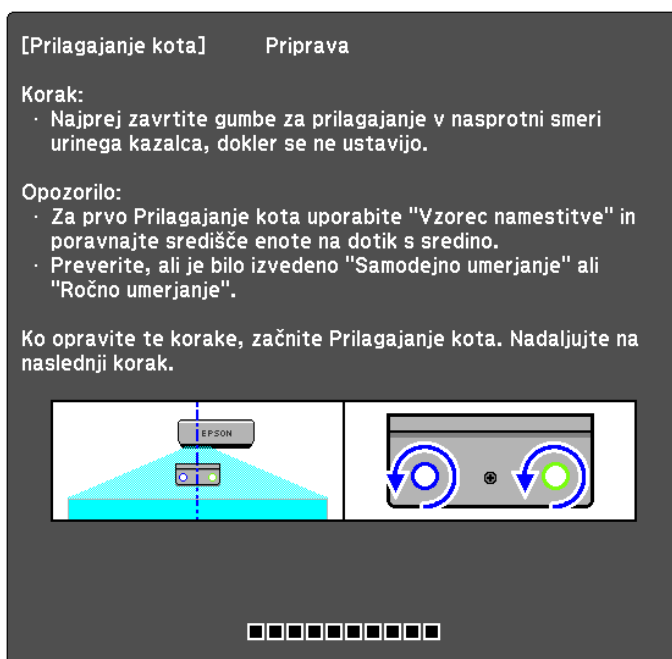 [Prilagajanje kota] Priprava
Korak:
· Najprej zavrtite gumbe za prilagajanje v nasprotni smeri
urinega kazalca, dokler se ne ustavijo.
Opozorilo:
· Za prvo Prilagajanje kota uporabite "Vzorec namestitve" in
poravnajte središče enote na dotik s sredino.
· Preverite, ali je bilo izvedeno "Samodejno umerjanje" ali
"Ročno umerjanje".
Ko opravite te korake, začnite Prilagajanje kota. Nadaljujte na
naslednji korak.
EPSON